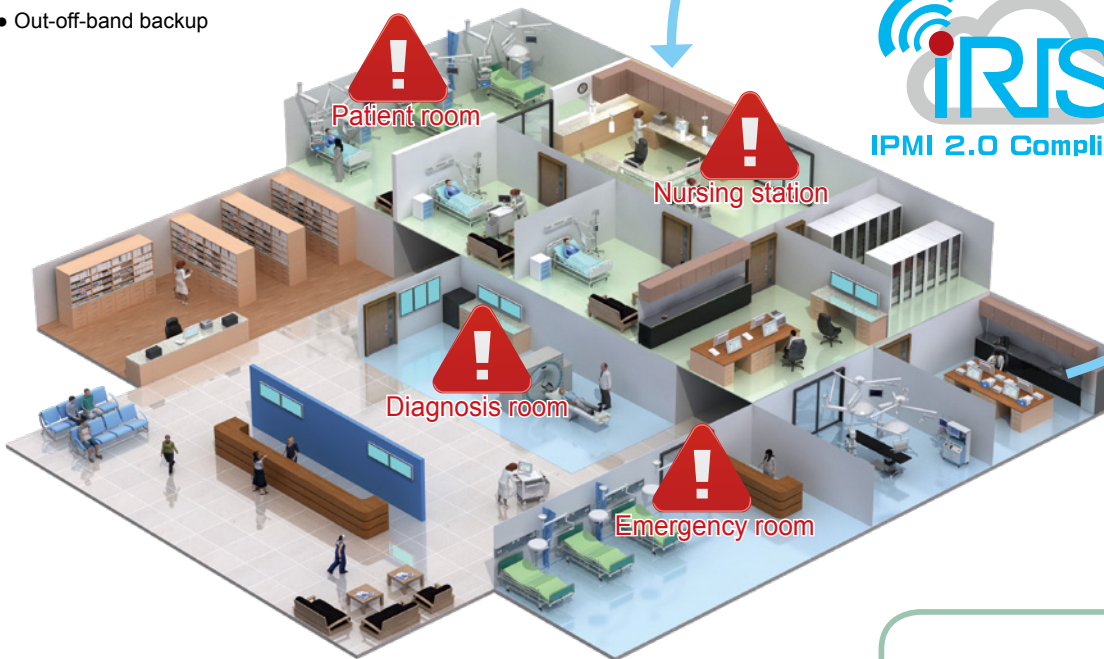 ● Out-off-band backup
iRIS
Patient room
IPMI 2.0 Compli
Nursing station
Diagnosis room
Emergency room